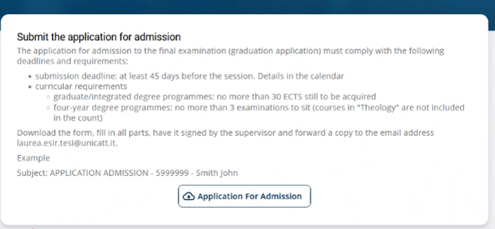 Submit the application for admission
The application for admission to the final examination (graduation application) must comply with the following
deadlines and requirements:
submission deadline: at least 45 days before the session. Details in the calendar
curricular requirements
graduate/integrated degree programmes: no more than 30 ECTS still to be acquired
four-year degree programmes: no more than 3 examinations to sit (courses in "Theology" are not included
in the count)
Download the form, fill in all parts, have it signed by the supervisor and forward a copy to the email address
laurea.esir.tesi@unicatt.it.
Example
Subject: APPLICATION ADMISSION - 5999999 - Smith John
Application For Admission